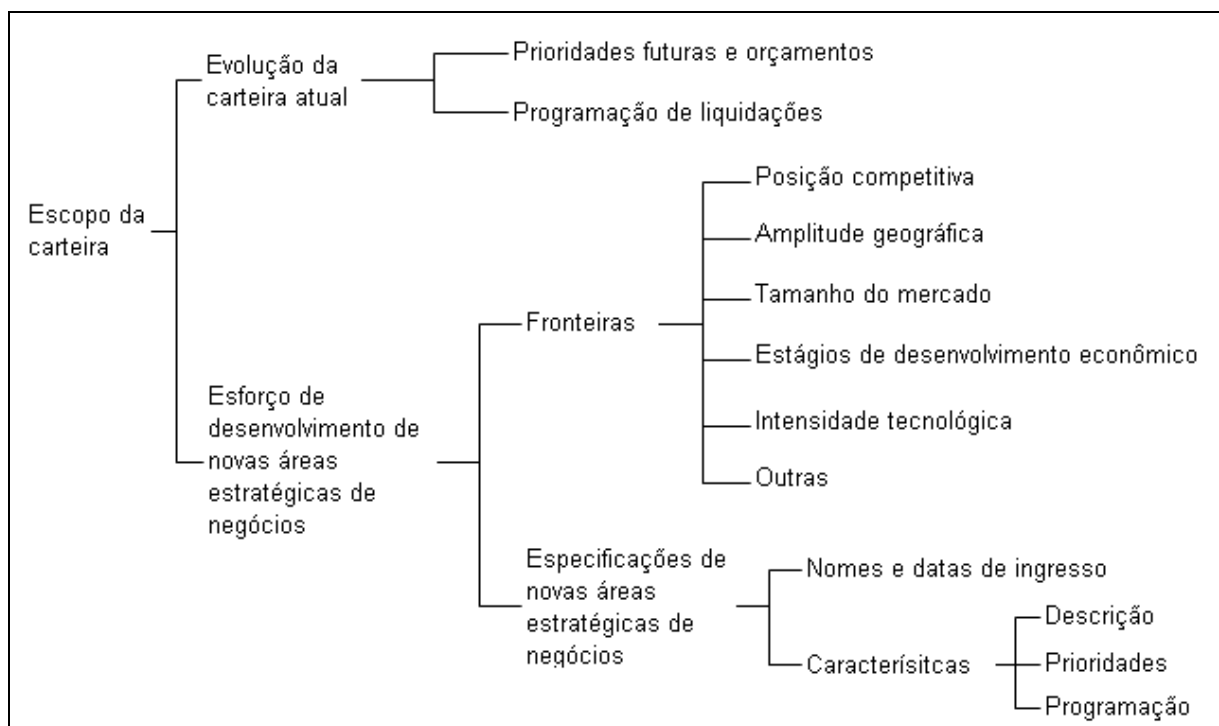 Escopo da
carteira
Evolução da
carteira atual
Prioridades futuras e orçamentos
Programação de liquidações
Esforço de
desenvolvimento de
novas áreas
estratégicas de
negócios
Fronteiras
Posição competitiva
Amplitude geográfica
Tamanho do mercado
Estágios de desenvolvimento econômico
Intensidade tecnológica
Outras
Especificações de
novas áreas
estratégicas de
negócios
Nomes e datas de ingresso
Caracterísitcas
Descrição
Prioridades
Programação